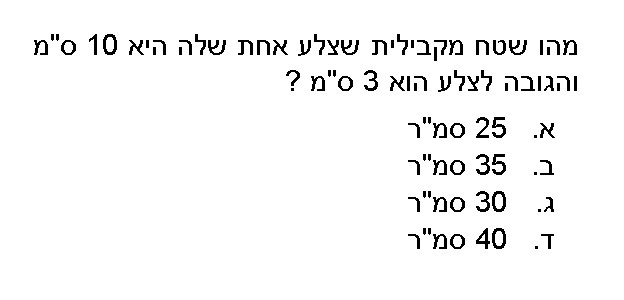 מהו שטח מקבילית שצלע אחת שלה היא 10 ס"מ
והגובה לצלע הוא 3 ס"מ ?
א. 25 סמ"ר
ב. 35 סמ"ר
ג. 30 סמ"ר
ד. 40 סמ"ר